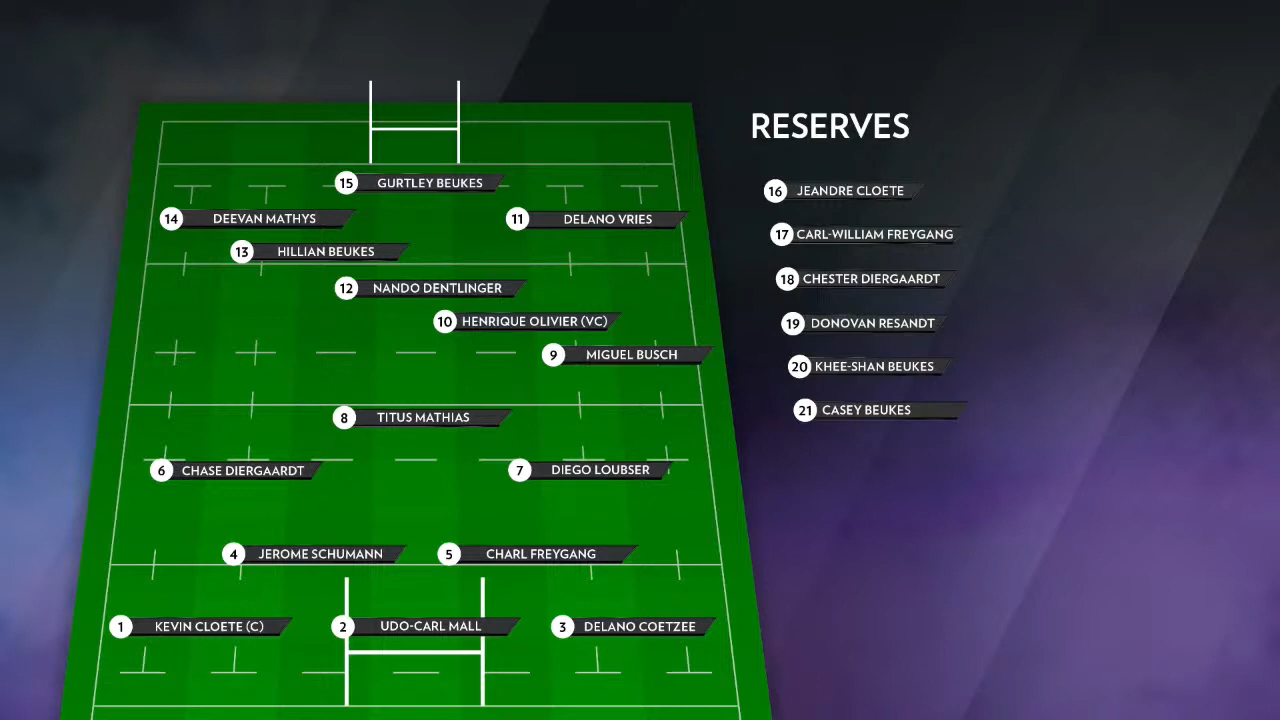 RESERVES
15 GURTLEY BEUKES
14 DEEVAN MATHYS
11 DELANO VRIES
13 HILLIAN BEUKES
12 NANDO DENTLINGER
10 HENRIQUE OLIVIER (VC)
9 MIGUEL BUSCH
8 TITUS MATHIAS
6 CHASE DIERGAARDT
7 DIEGO LOUBSER
4 JEROME SCHUMANN
5 CHARL FREYGANG
1 KEVIN CLOETE (C)
2 UDO-CARL MALL
3 DELANO COETZEE
16 JEANDRE CLOETE
17 CARL-WILLIAM FREYGANG
18 CHESTER DIERGAARDT
19 DONOVAN RESANDT
20 KHEE-SHAN BEUKES
21 CASEY BEUKES